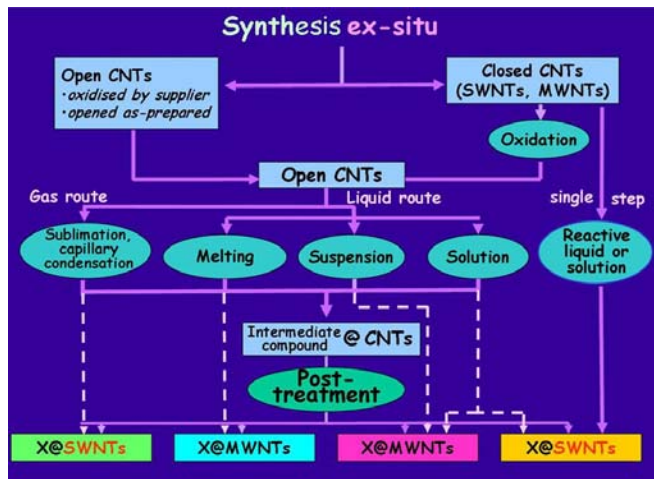 Synthesis ex-situ
Open CNTs
•oxidised by supplier
•opened as-prepared
Closed CNTs
(SWNTs, MWNTs)
Oxidation
Open CNTs
Gas route
Liquid route
single step
Sublimation,
capillary
condensation
Melting
Suspension
Solution
Reactive
liquid or
solution
Intermediate
compound @ CNTs
Post-
treatment
X@SWNTs
X@MWNTs
X@MWNTs
X@SWNTs